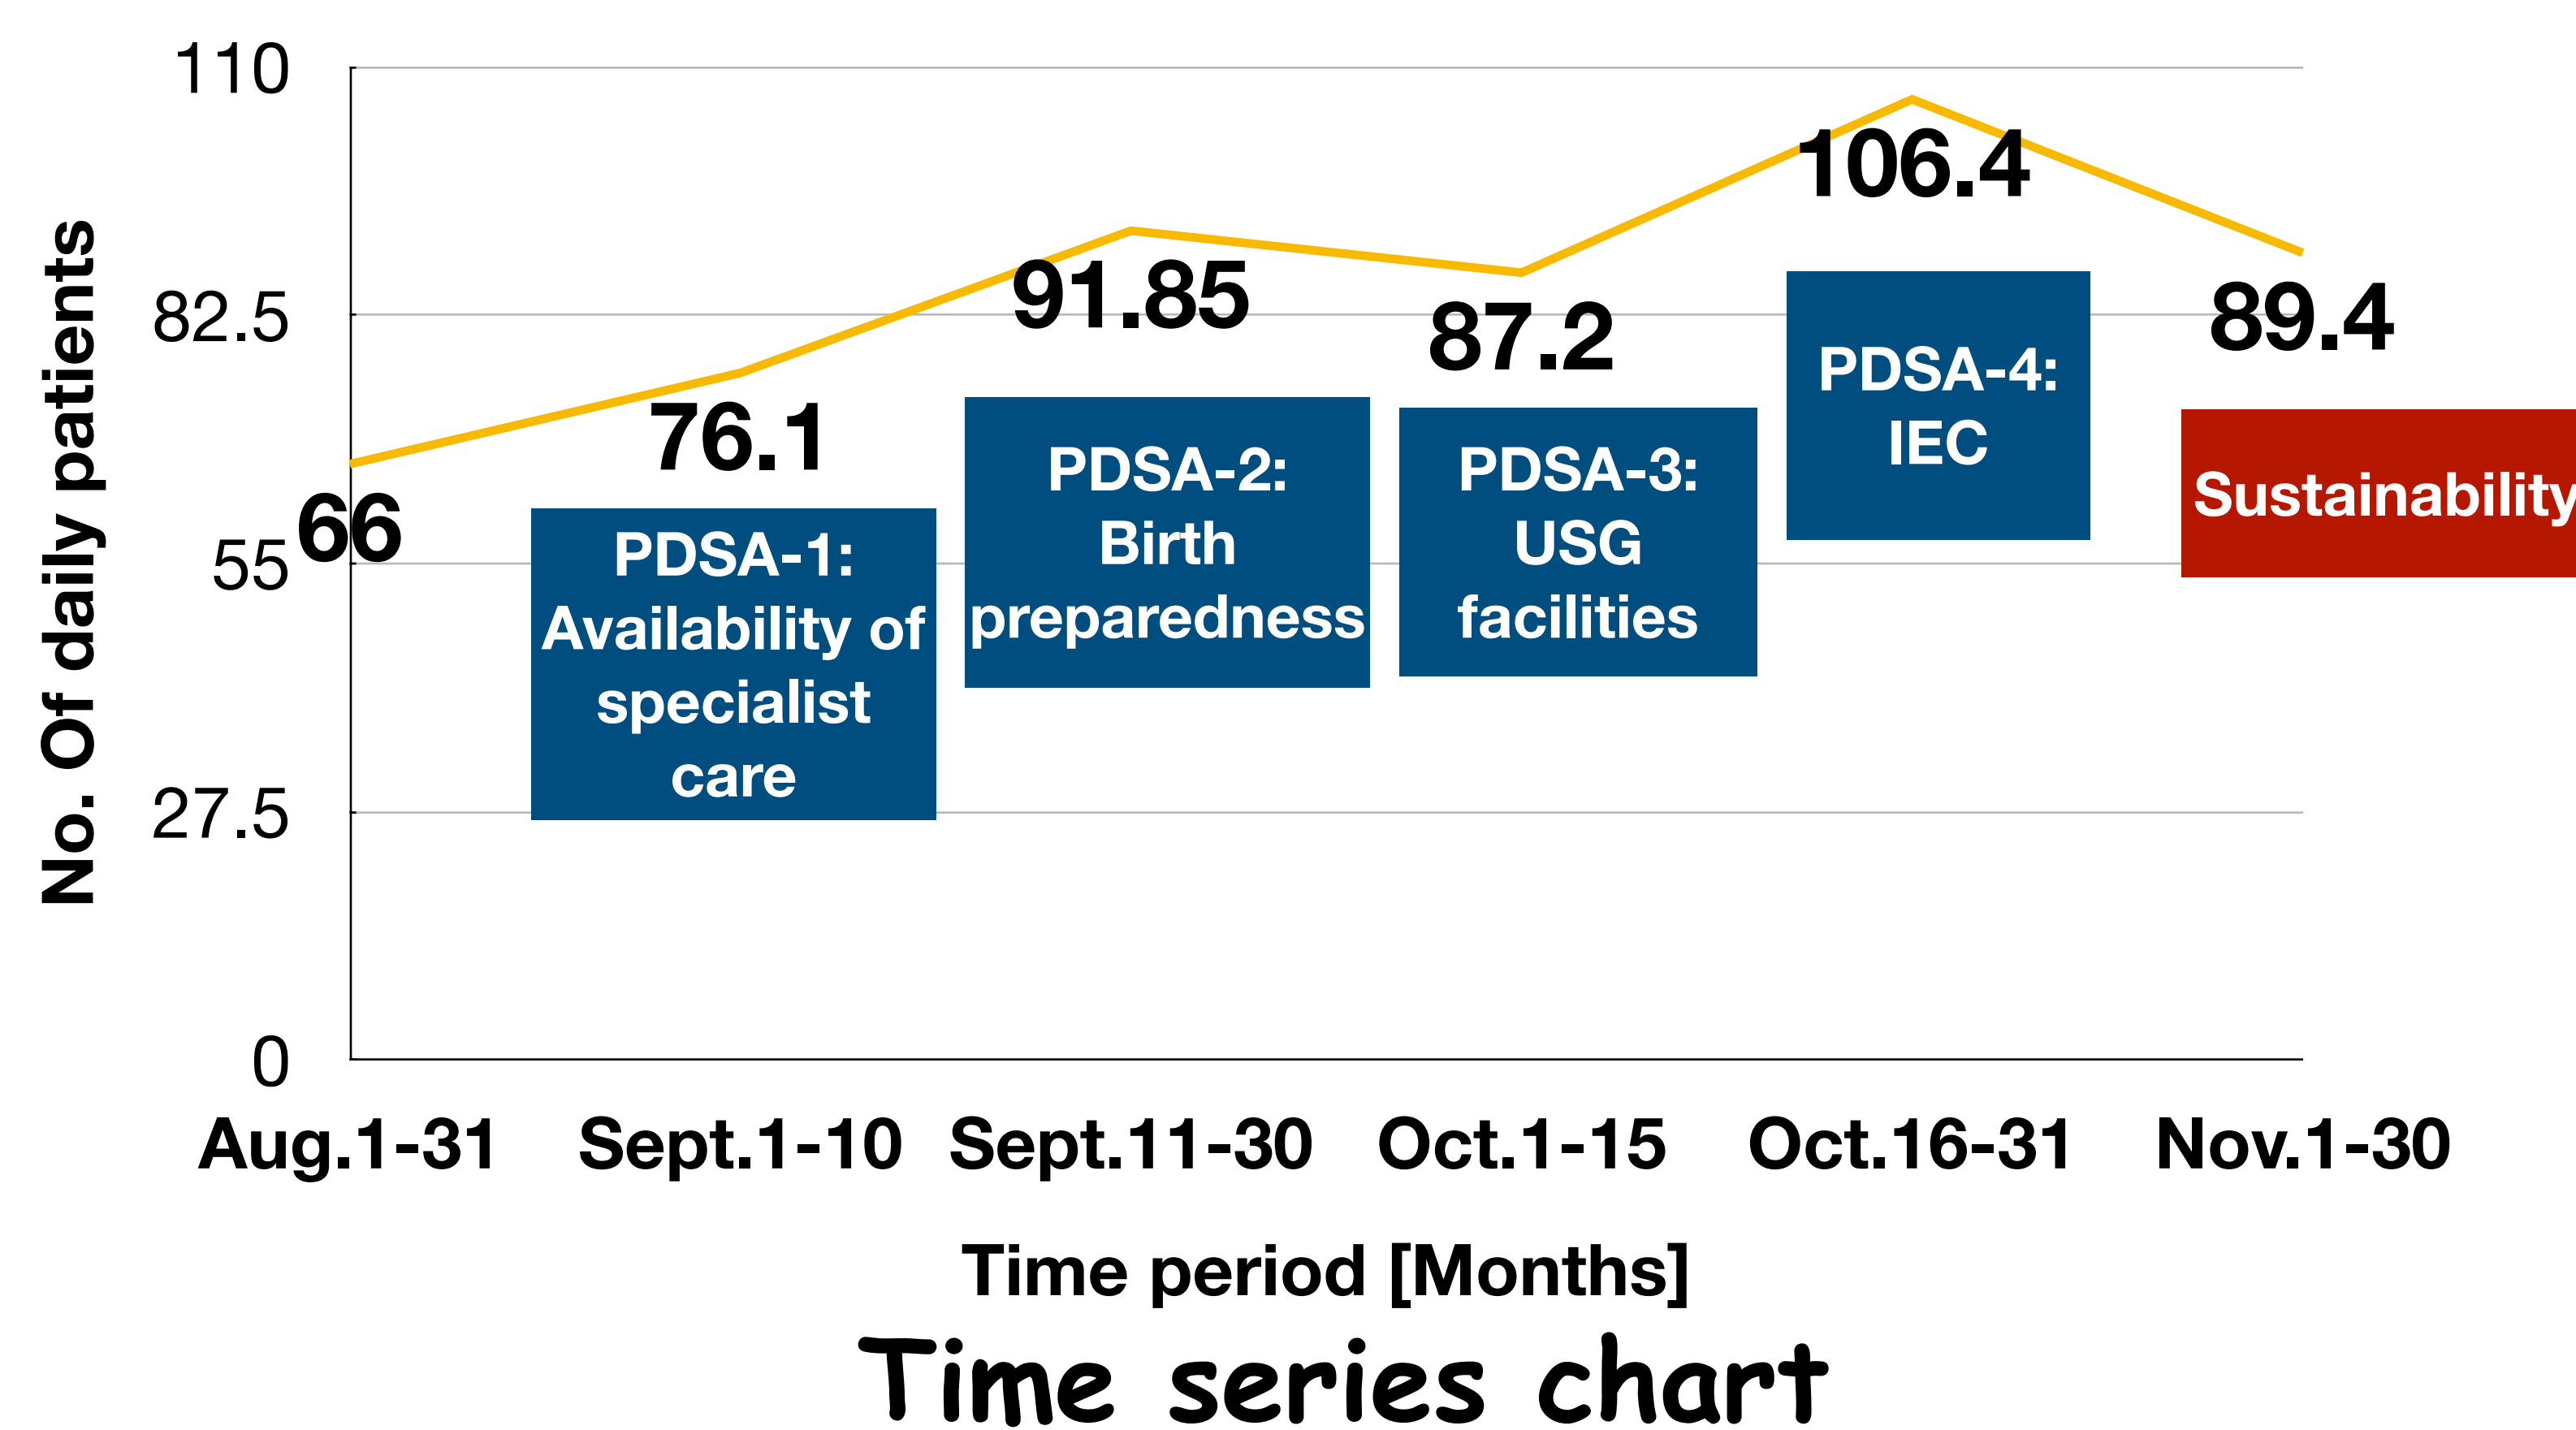 No. Of daily patients
110
82.5
55
27.5
0
66
76.1
91.85
87.2
106.4
89.4
PDSA-1:
Availability of
specialist
care
PDSA-2:
Birth
preparedness
PDSA-3:
USG
facilities
PDSA-4:
IEC
Sustainability
Aug.1-31
Sept.1-10
Sept.11-30
Oct.1-15
Oct.16-31
Nov.1-30
Time period [Months]
Time series chart